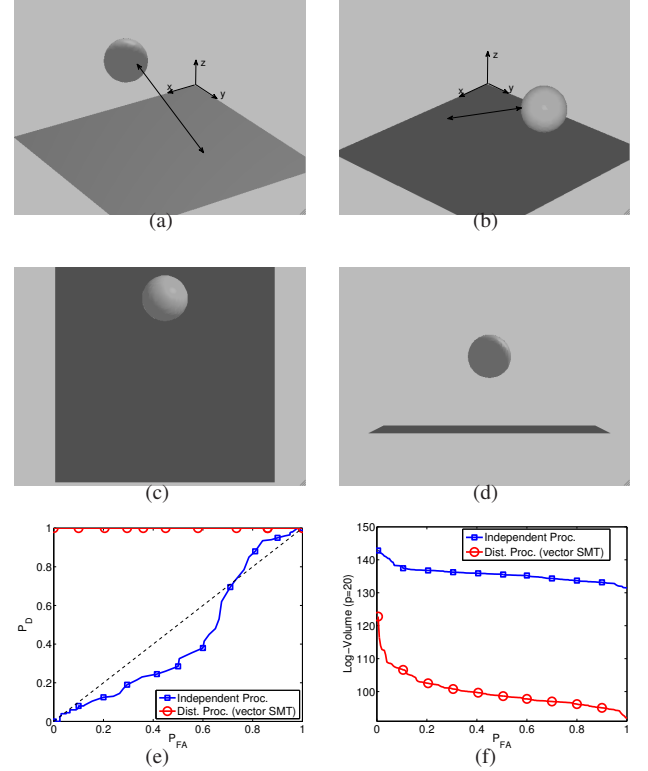 z
x
y
(a)
z
x
y
(b)
(c)
(d)
1
0.8
0.6
0.4
0.2
0
0 0.2 0.4 0.6 0.8 1
P_D
P_FA
Independent Proc.
Dist. Proc. (vector SMT)
(e)
150
140
130
120
110
100
0 0.2 0.4 0.6 0.8 1
Log-Volume (p=20)
P_FA
Independent Proc.
Dist. Proc. (vector SMT)
(f)